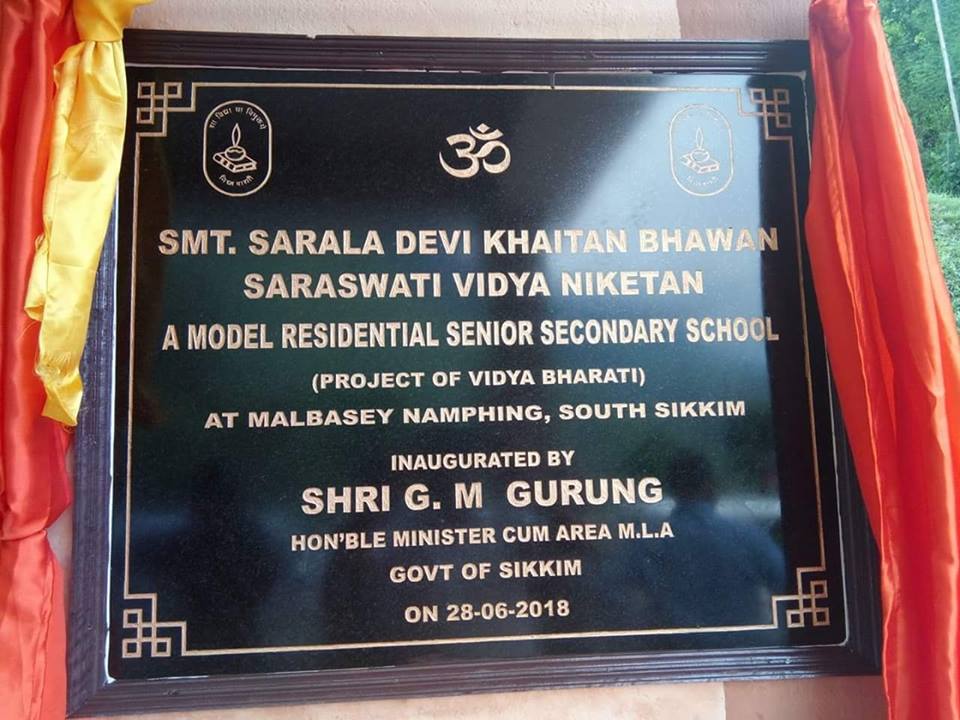 सा विद्या या विमुक्तये
ॐ
SMT. SARALA DEVI KHAITAN BHAWAN
SARASWATI VIDYA NIKETAN
A MODEL RESIDENTIAL SENIOR SECONDARY SCHOOL
(PROJECT OF VIDYA BHARATI)
AT MALBASEY NAMPHING, SOUTH SIKKIM
INAUGURATED BY
SHRI G. M GURUNG
HON'BLE MINISTER CUM AREA M.L.A
GOVT OF SIKKIM
ON 28-06-2018